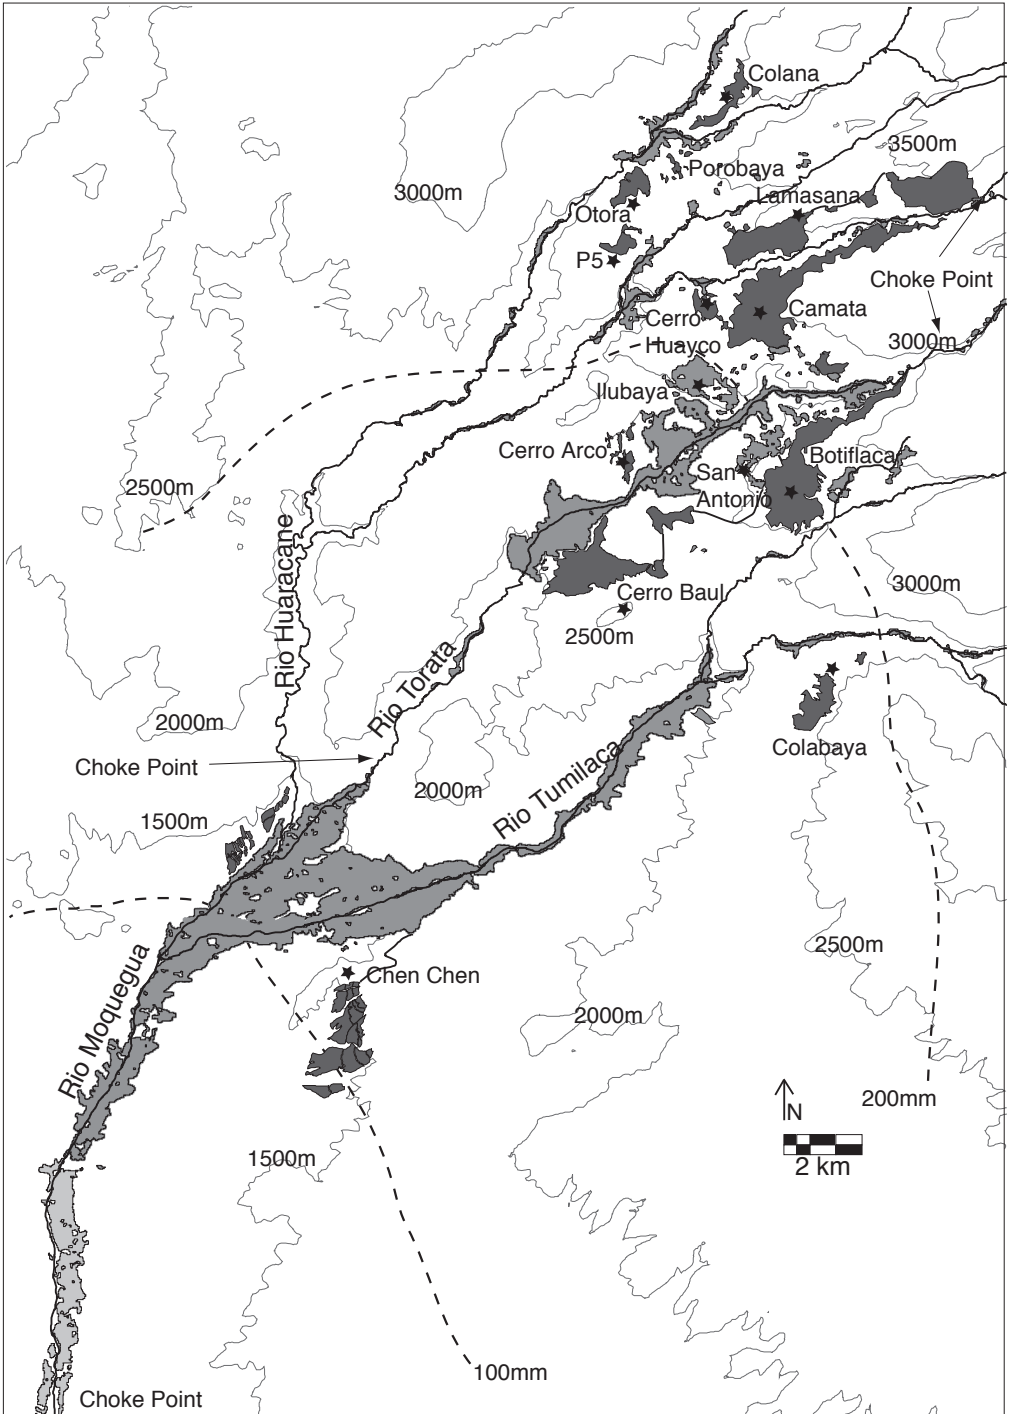 Colana
3500m
Porobaya
3000m
Lamasana
Otora
P5
Choke Point
Camata
Cerro
Huayco
3000m
Ilubaya
Cerro Arco
Botiflaca
San
Antonio
2500m
Rio Huaracane
3000m
Cerro Baul
2500m
Rio Torata
2000m
Colabaya
Choke Point
2000m
Rio Tumilaca
1500m
2500m
Chen Chen
Rio Moquegua
2000m
200mm
N
1500m
2 km
100mm
Choke Point